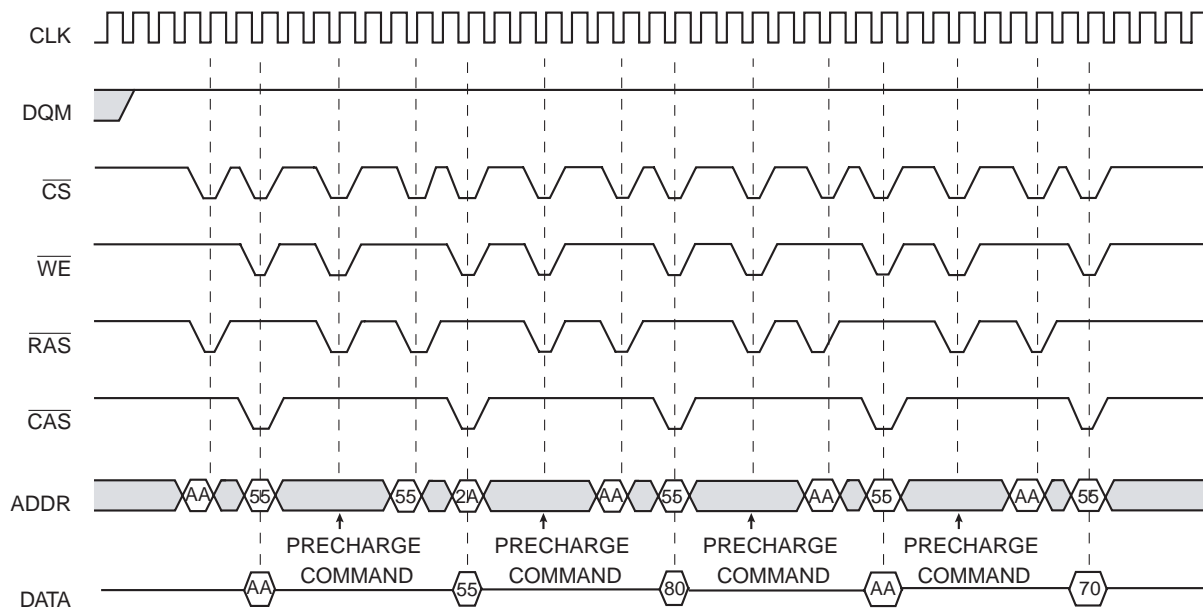 CLK
DQM
CS
WE
RAS
CAS
ADDR AA 55 55 2A AA 55 AA 55 AA 55
PRECHARGE COMMAND PRECHARGE COMMAND PRECHARGE COMMAND PRECHARGE COMMAND
DATA AA 55 80 AA 70